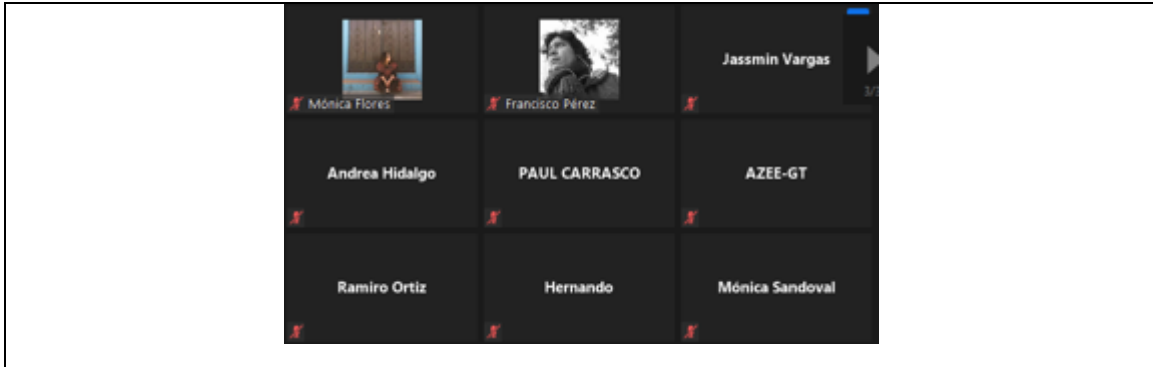 Jassmin Vargas
Mónica Flores
Francisco Pérez
Andrea Hidalgo
PAUL CARRASCO
AZEE-GT
Ramiro Ortiz
Hernando
Mónica Sandoval